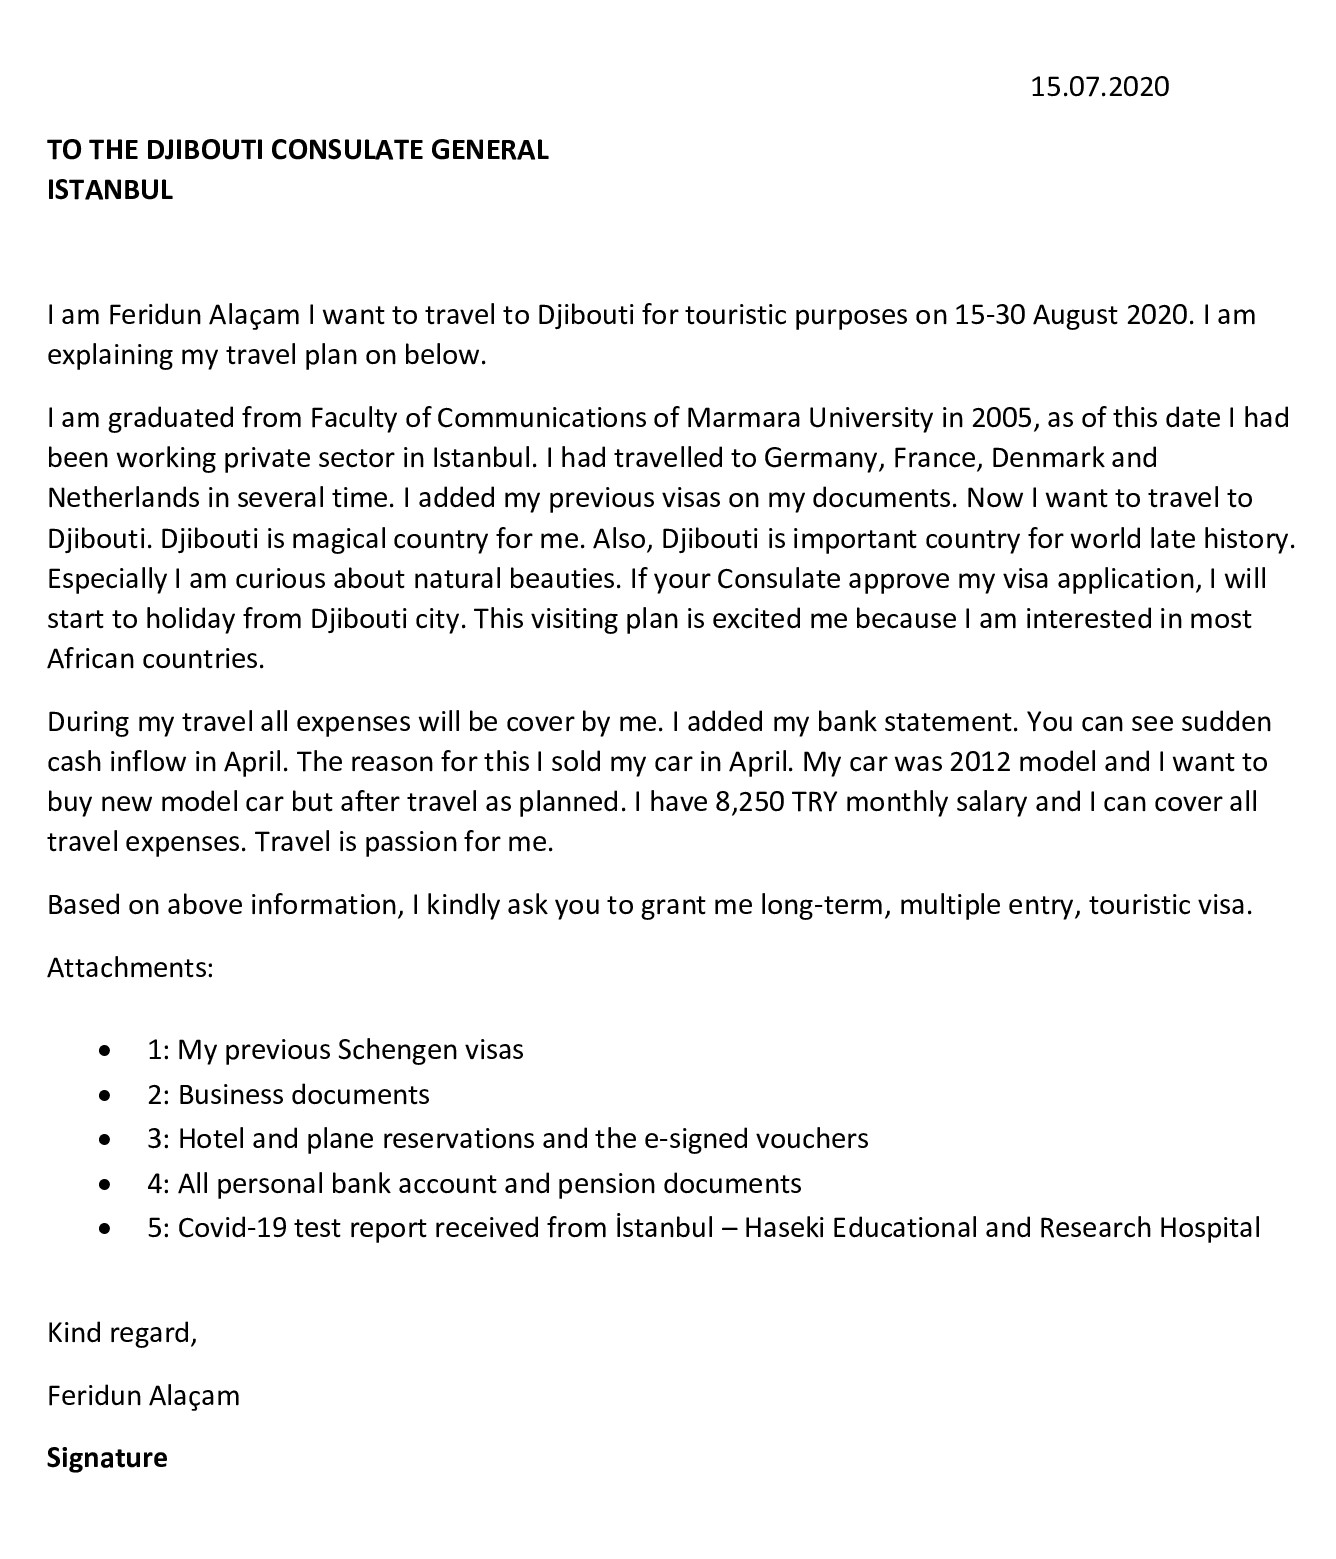 15.07.2020
TO THE DJIBOUTI CONSULATE GENERAL
ISTANBUL
I am Feridun Alaçam I want to travel to Djibouti for touristic purposes on 15-30 August 2020. I am
explaining my travel plan on below.
I am graduated from Faculty of Communications of Marmara University in 2005, as of this date I had
been working private sector in Istanbul. I had travelled to Germany, France, Denmark and
Netherlands in several time. I added my previous visas on my documents. Now I want to travel to
Djibouti. Djibouti is magical country for me. Also, Djibouti is important country for world late history.
Especially I am curious about natural beauties. If your Consulate approve my visa application, I will
start to holiday from Djibouti city. This visiting plan is excited me because I am interested in most
African countries.
During my travel all expenses will be cover by me. I added my bank statement. You can see sudden
cash inflow in April. The reason for this I sold my car in April. My car was 2012 model and I want to
buy new model car but after travel as planned. I have 8,250 TRY monthly salary and I can cover all
travel expenses. Travel is passion for me.
Based on above information, I kindly ask you to grant me long-term, multiple entry, touristic visa.
Attachments:
• 1: My previous Schengen visas
• 2: Business documents
• 3: Hotel and plane reservations and the e-signed vouchers
• 4: All personal bank account and pension documents
• 5: Covid-19 test report received from İstanbul – Haseki Educational and Research Hospital
Kind regard,
Feridun Alaçam
Signature